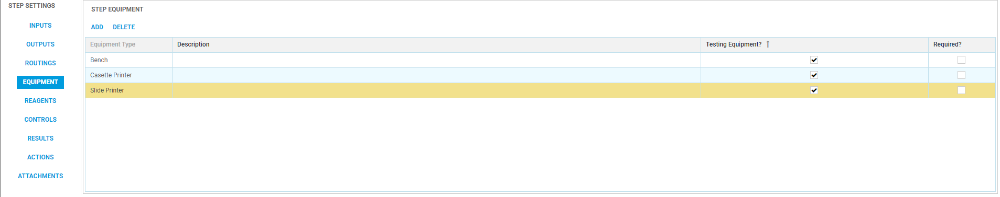 STEP SETTINGS
INPUTS
OUTPUTS
ROUTINGS
EQUIPMENT
REAGENTS
CONTROLS
RESULTS
ACTIONS
ATTACHMENTS
STEP EQUIPMENT
ADD DELETE
Equipment Type Description Testing Equipment? ↑ Required?
Bench
Casette Printer
Slide Printer